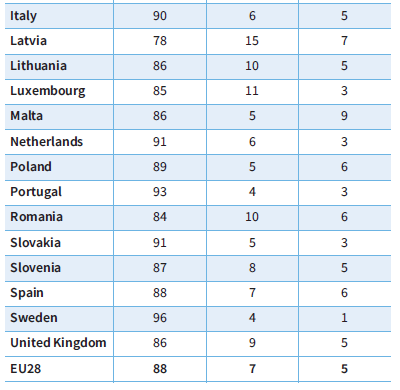 Italy 90 6 5
Latvia 78 15 7
Lithuania 86 10 5
Luxembourg 85 11 3
Malta 86 5 9
Netherlands 91 6 3
Poland 89 5 6
Portugal 93 4 3
Romania 84 10 6
Slovakia 91 5 3
Slovenia 87 8 5
Spain 88 7 6
Sweden 96 4 1
United Kingdom 86 9 5
EU28 88 7 5